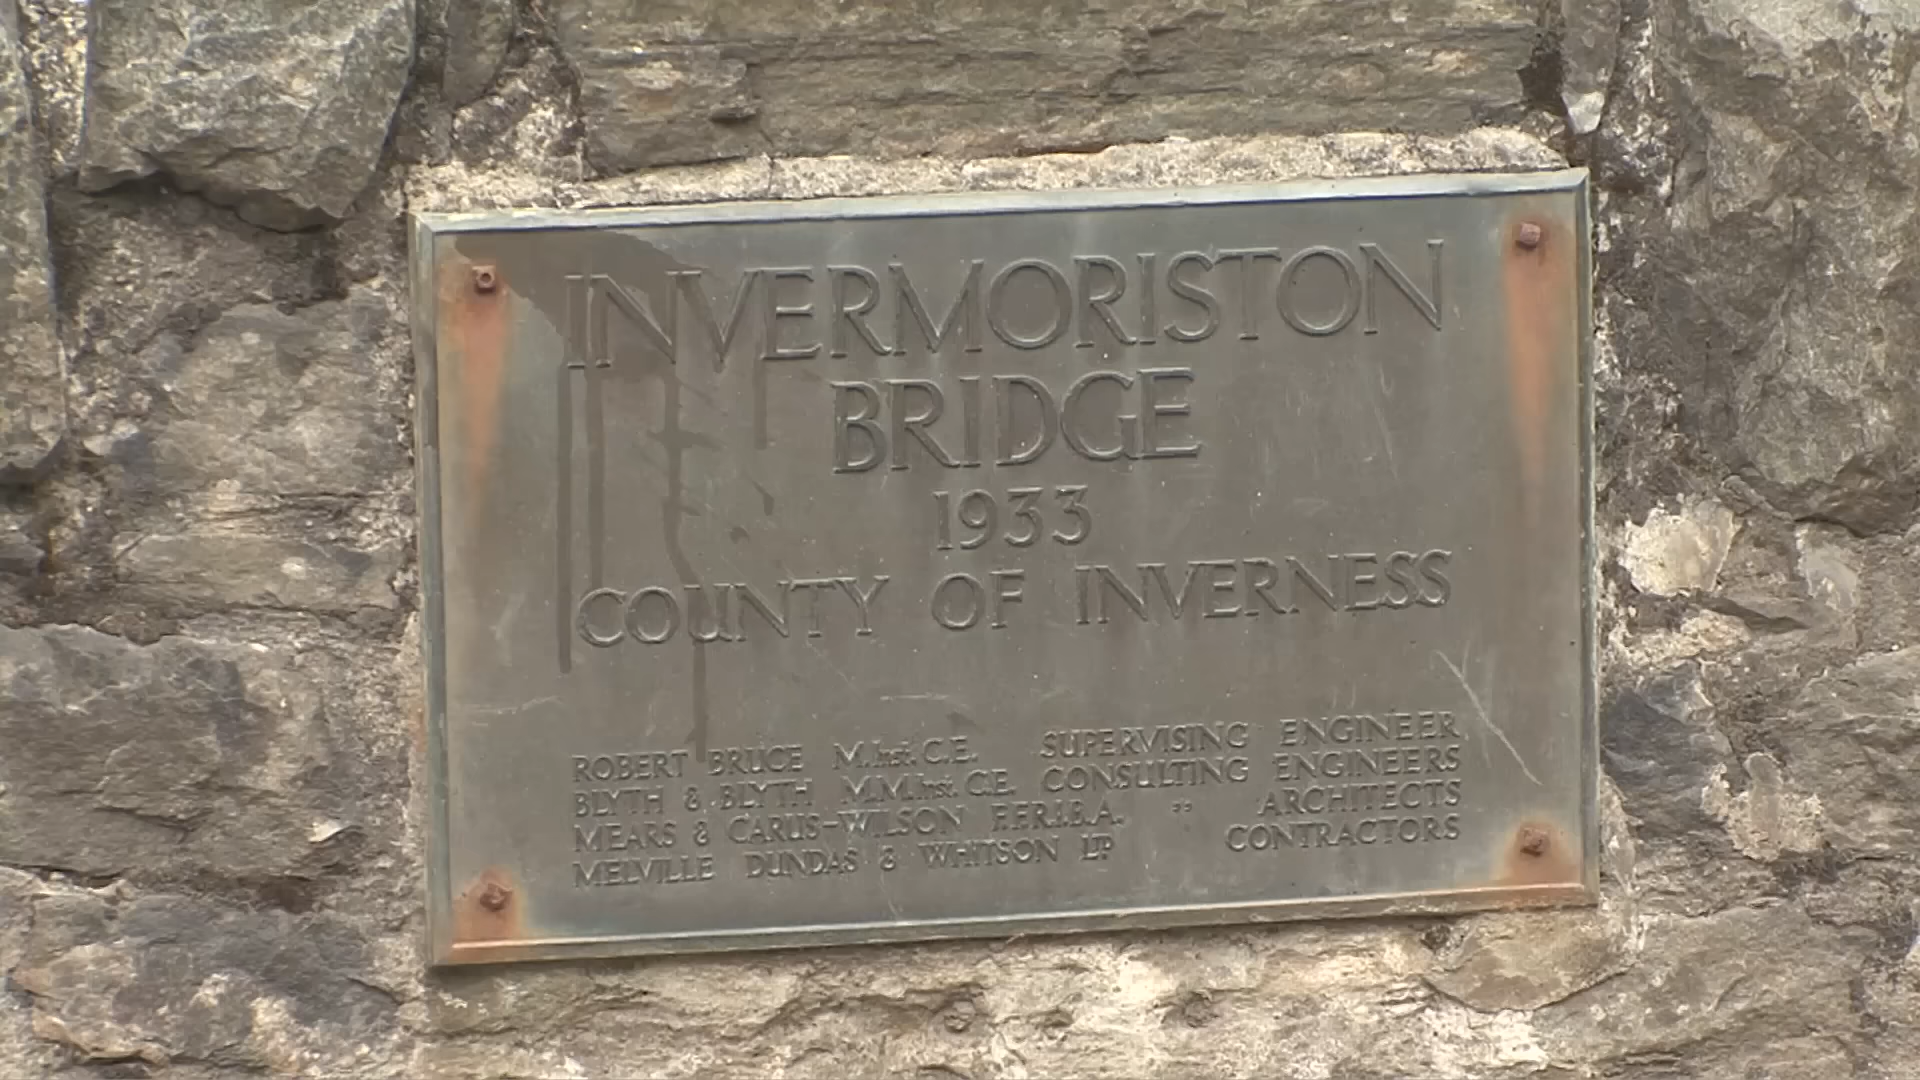 INVERMORISTON
BRIDGE
1933
COUNTY OF INVERNESS
ROBERT BRUCE M.Inst.C.E. SUPERVISING ENGINEER
BLYTH & BLYTH M.M.Inst.C.E. CONSULTING ENGINEERS
MEARS & CARUS-WILSON F.F.R.I.B.A. " ARCHITECTS
MELVILLE DUNDAS & WHITSON LTD CONTRACTORS